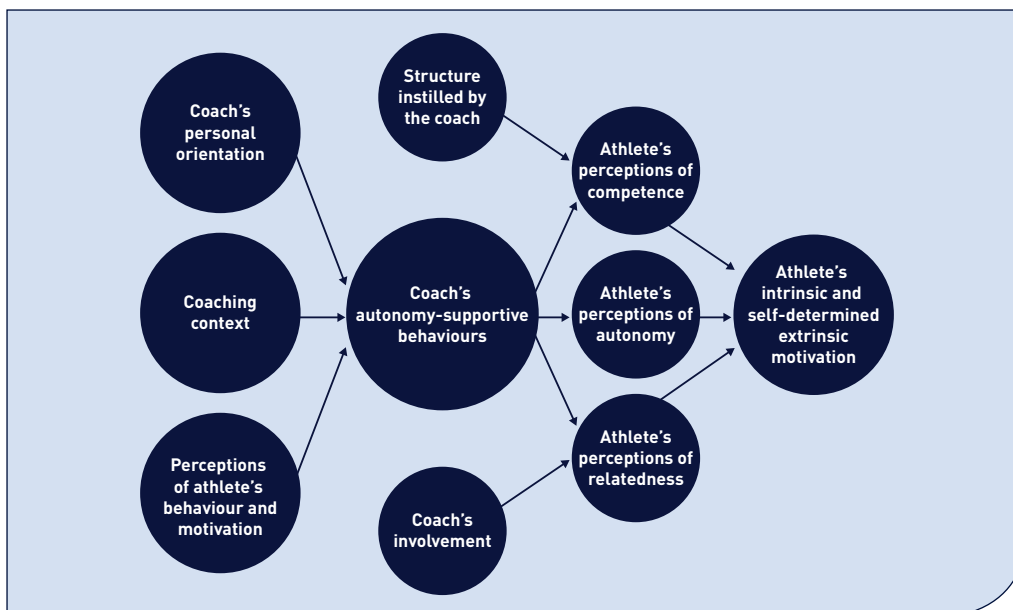 Coach's
personal
orientation
Coaching
context
Perceptions
of athlete's
behaviour and
motivation
Structure
instilled by
the coach
Coach's
autonomy-supportive
behaviours
Coach's
involvement
Athlete's
perceptions of
competence
Athlete's
perceptions of
autonomy
Athlete's
perceptions of
relatedness
Athlete's
intrinsic and
self-determined
extrinsic
motivation